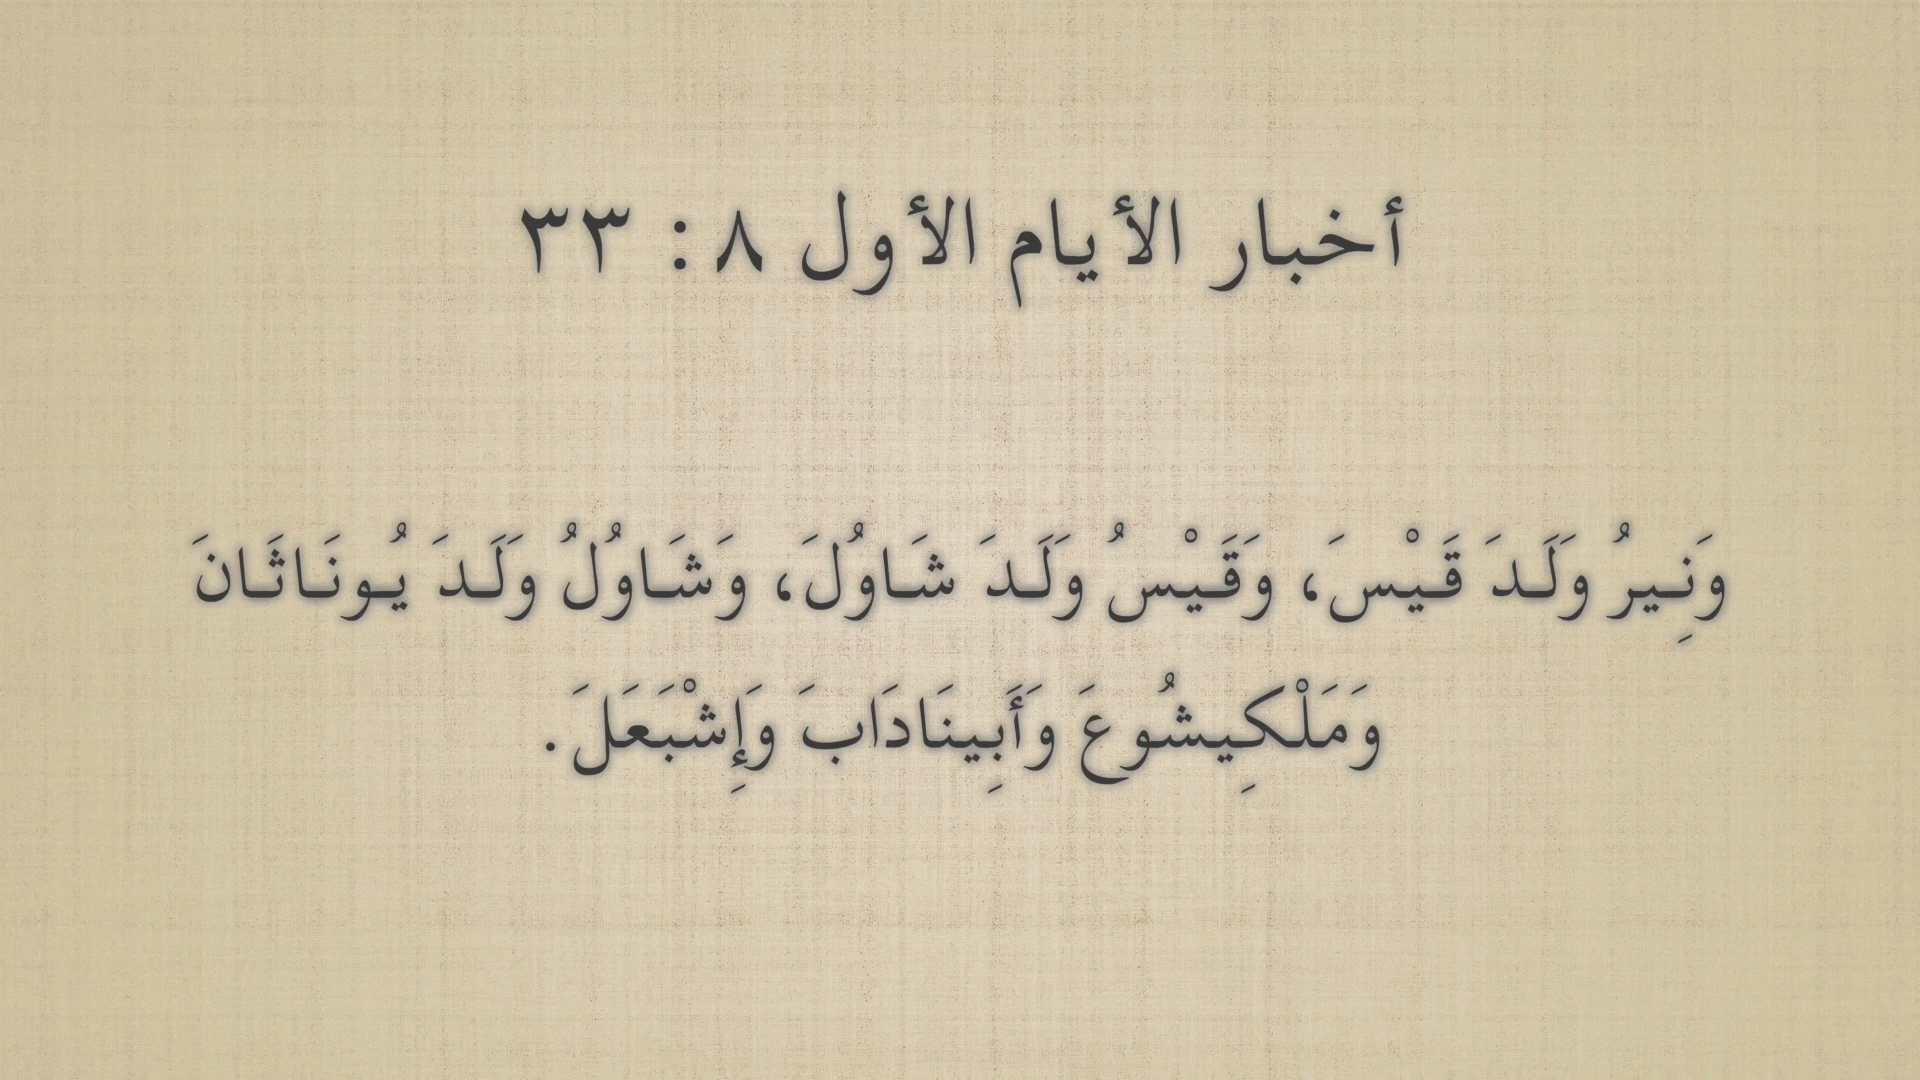 أخبار الأيام الأول ٨: ٣٣
وَنِيرُ وَلَدَ قَيْسَ، وَقَيْسُ وَلَدَ شَاوُلَ، وَشَاوُلُ وَلَدَ يُونَاثَانَ
وَمَلْكِيشُوعَ وَأَبِينَادَابَ وَإِشْبَعَلَ.